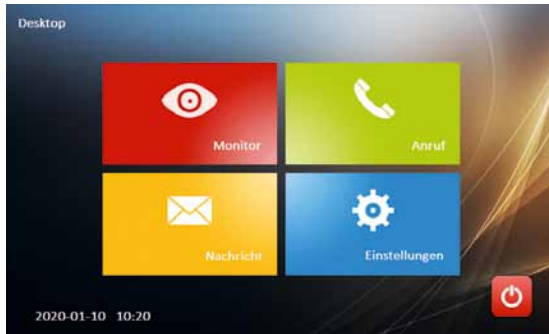 Desktop
Monitor
Anruf
Nachricht
Einstellungen
2020-01-10 10:20